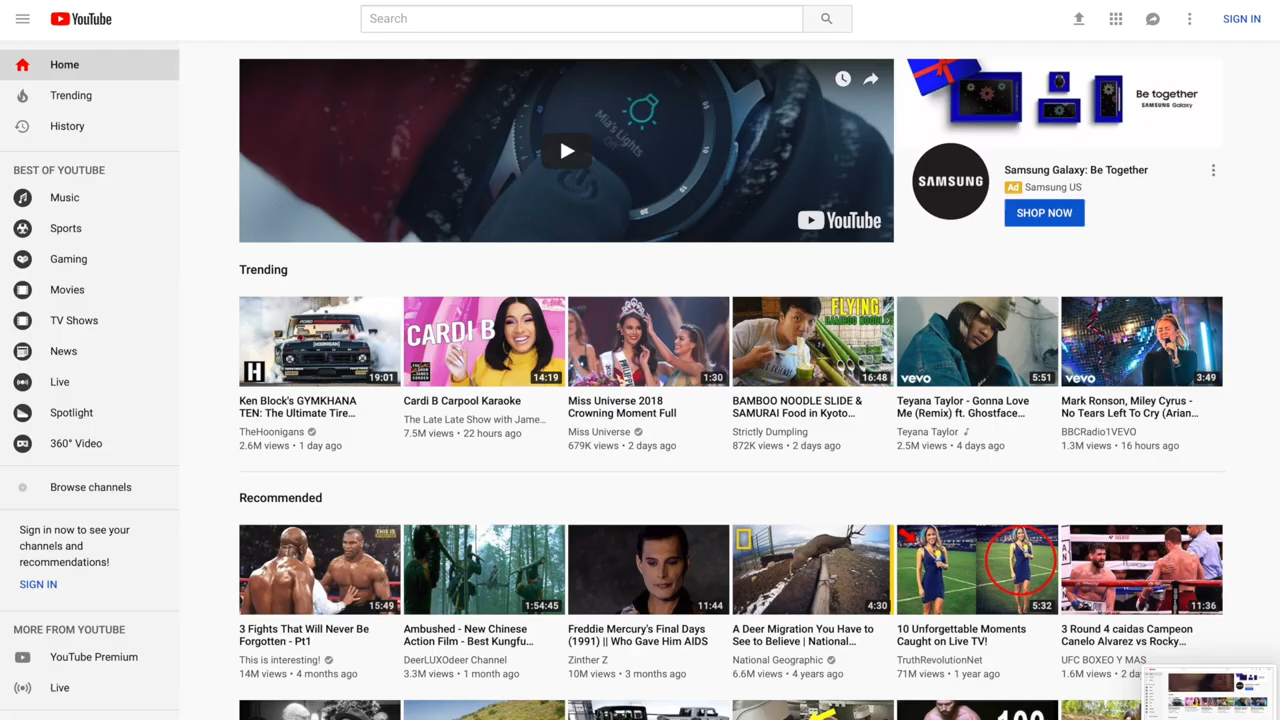 YouTube
Search
SIGN IN
Home
Trending
History
BEST OF YOUTUBE
Music
Sports
Gaming
Movies
TV Shows
News
Live
Spotlight
360° Video
Browse channels
Sign in now to see your
channels and
recommendations!
SIGN IN
MORE FROM YOUTUBE
YouTube Premium
Live
Mia's Lights
Off
YouTube
Be together
SAMSUNG Galaxy
SAMSUNG
Samsung Galaxy: Be Together
Ad Samsung US
SHOP NOW
Trending
H
19:01
CARDI B
14:19
1:30
FLYING
BAMBOO NOODLES
16:48
vevo
5:51
vevo
3:49
Ken Block's GYMKHANA
TEN: The Ultimate Tire...
TheHoonigans
2.6M views • 1 day ago
Cardi B Carpool Karaoke
The Late Late Show with Jame...
7.5M views • 22 hours ago
Miss Universe 2018
Crowning Moment Full
Miss Universe
679K views • 2 days ago
BAMBOO NOODLE SLIDE &
SAMURAI Food in Kyoto...
Strictly Dumpling
872K views • 2 days ago
Teyana Taylor - Gonna Love
Me (Remix) ft. Ghostface...
Teyana Taylor
2.5M views • 4 days ago
Mark Ronson, Miley Cyrus -
No Tears Left To Cry (Arian...
BBCRadio1VEVO
1.3M views • 16 hours ago
Recommended
THIS IS
15:49
1:54:45
11:44
4:30
5:32
11:36
3 Fights That Will Never Be
Forgotten - Pt1
This is interesting!
14M views • 4 months ago
Ambushed - New Chinese
Action Film - Best Kungfu...
DeerLUXOdeer Channel
3.3M views • 1 month ago
Freddie Mercury's Final Days
(1991) || Who Gave Him AIDS
Zinther Z
10M views • 3 months ago
A Deer Migration You Have to
See to Believe | National...
National Geographic
6.6M views • 4 years ago
10 Unforgettable Moments
Caught on Live TV!
TruthRevolutionNet
71M views • 1 year ago
3 Round 4 caidas Campeon
Canelo Alvarez vs Rocky...
UFC BOXEO Y MAS
1.6M views • 2
100